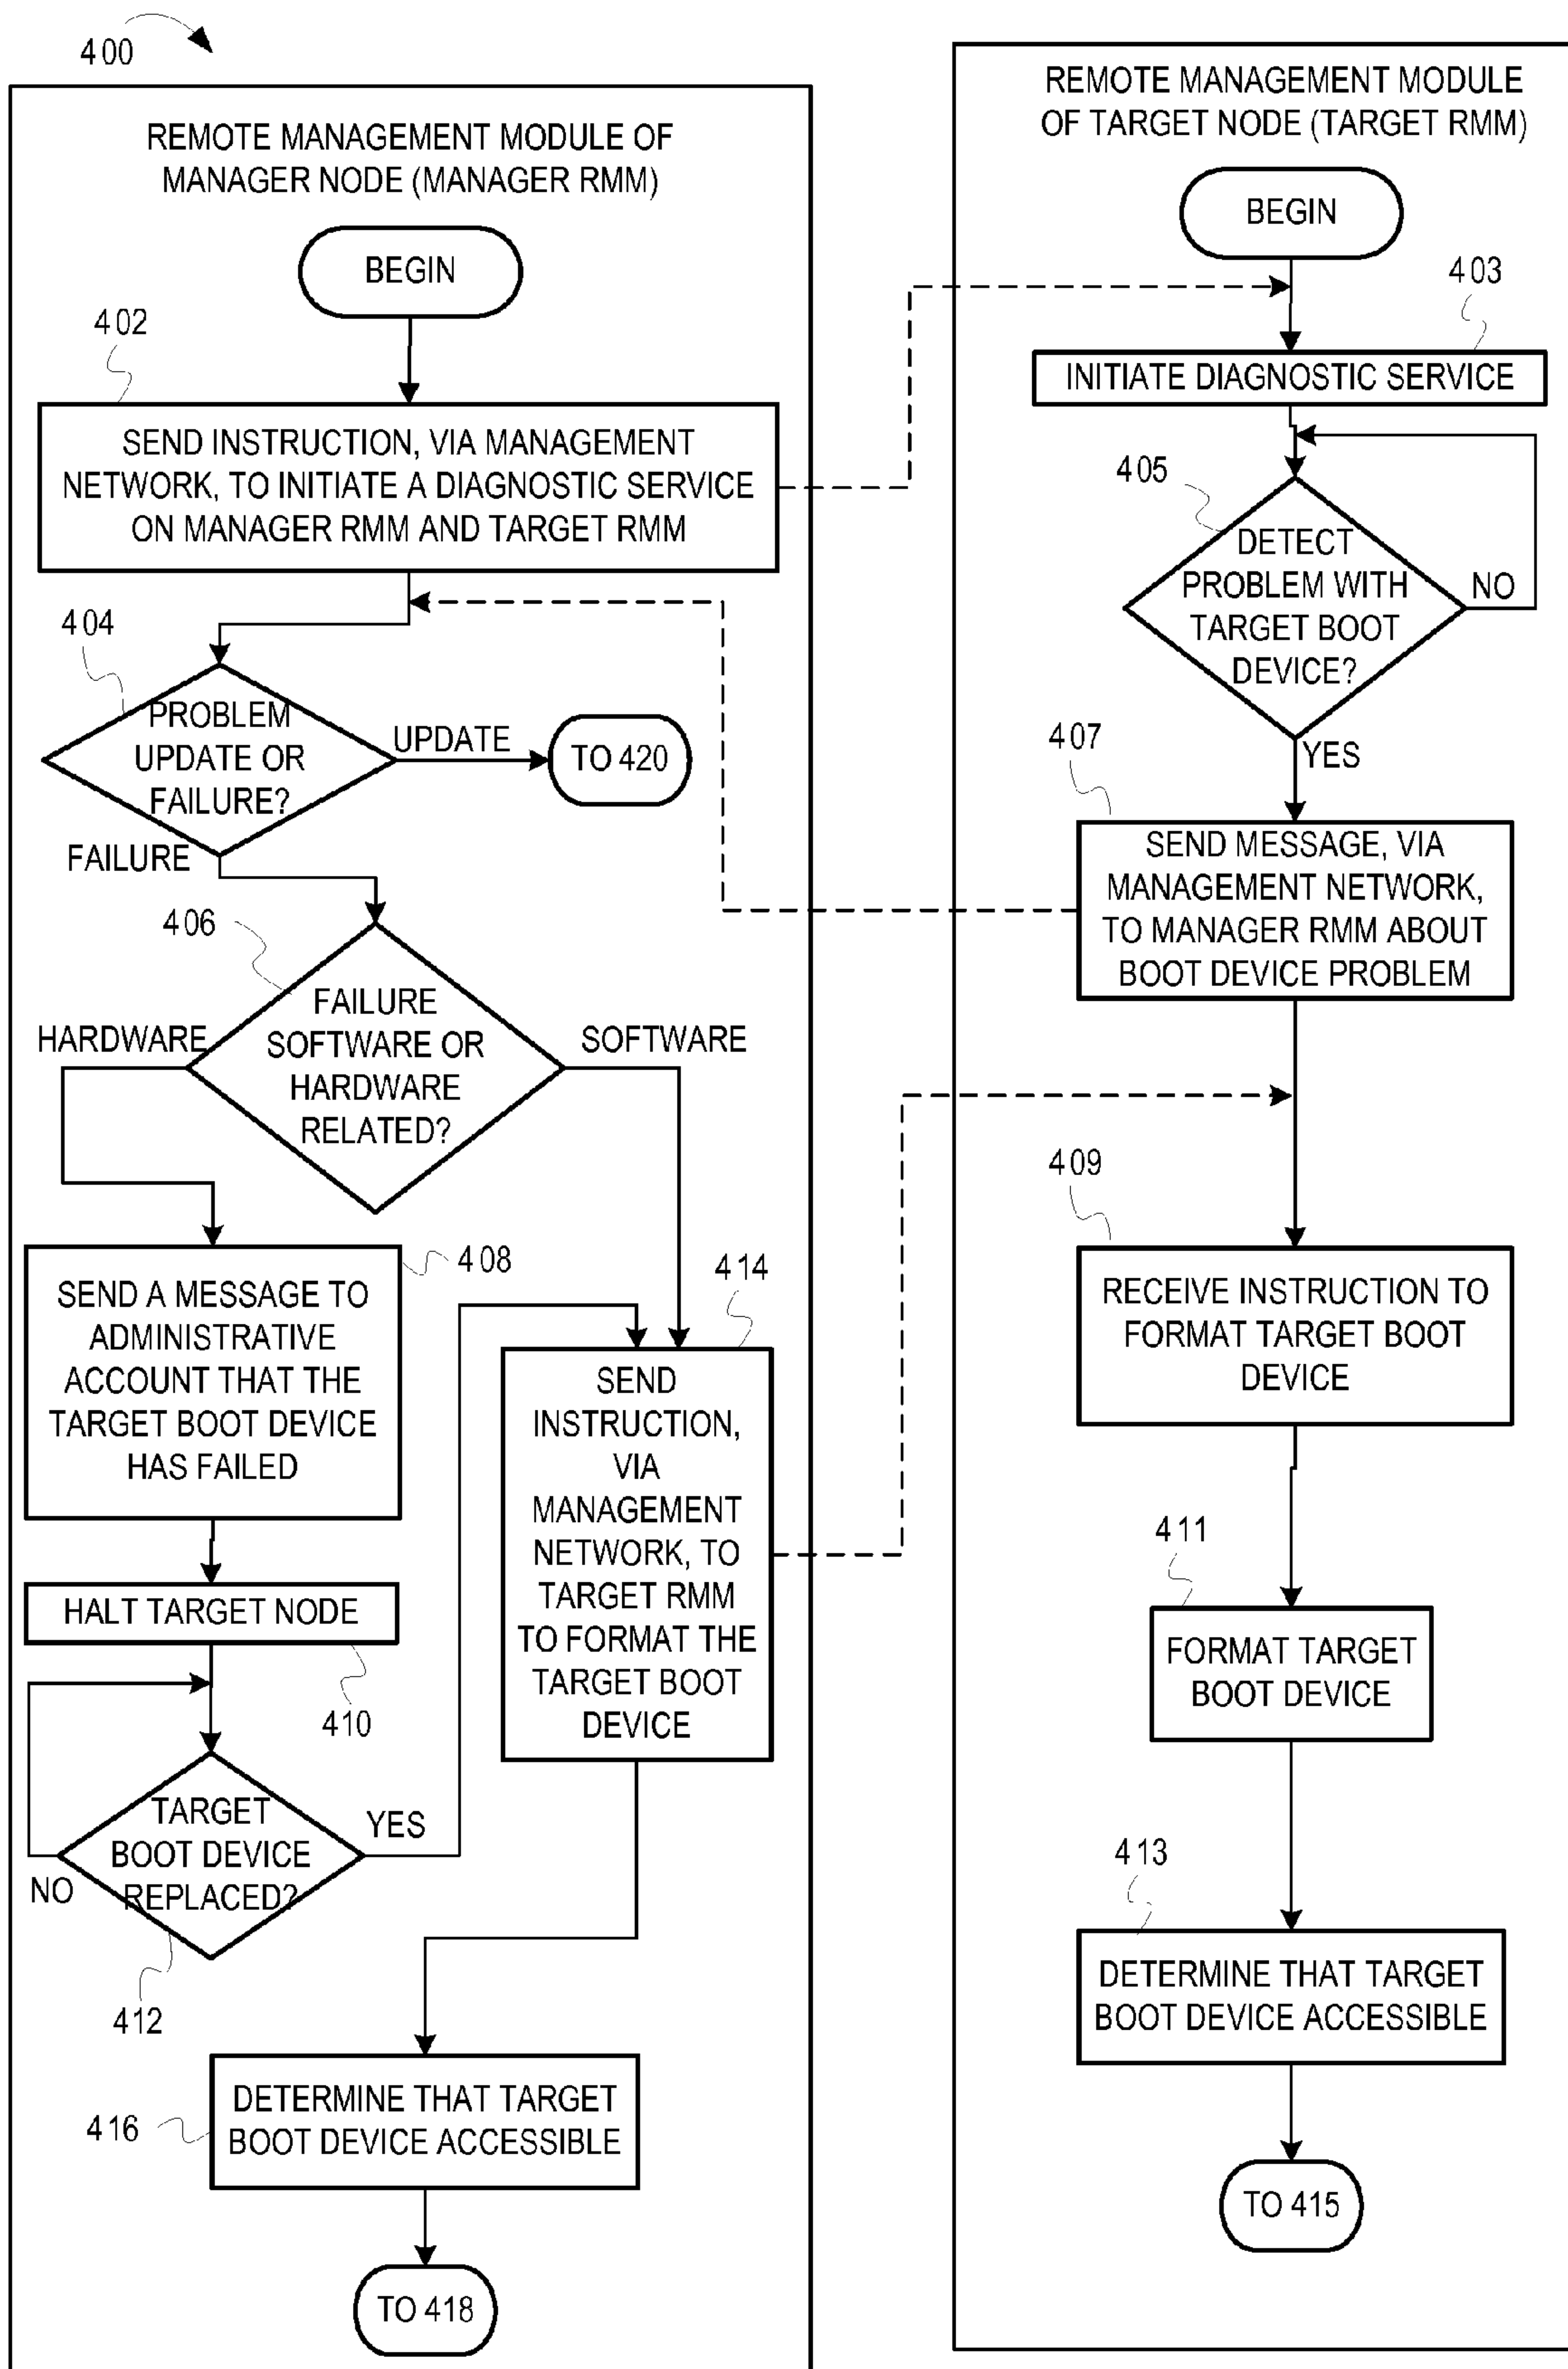 400
REMOTE MANAGEMENT MODULE OF
MANAGER NODE (MANAGER RMM)
BEGIN
402
SEND INSTRUCTION, VIA MANAGEMENT
NETWORK, TO INITIATE A DIAGNOSTIC SERVICE
ON MANAGER RMM AND TARGET RMM
404
PROBLEM
UPDATE OR
FAILURE?
UPDATE
TO 420
FAILURE
406
FAILURE
SOFTWARE OR
HARDWARE
RELATED?
HARDWARE
SOFTWARE
408
SEND A MESSAGE TO
ADMINISTRATIVE
ACCOUNT THAT THE
TARGET BOOT DEVICE
HAS FAILED
HALT TARGET NODE
410
TARGET
BOOT DEVICE
REPLACED?
YES
NO
412
414
SEND
INSTRUCTION,
VIA
MANAGEMENT
NETWORK, TO
TARGET RMM
TO FORMAT THE
TARGET BOOT
DEVICE
416
DETERMINE THAT TARGET
BOOT DEVICE ACCESSIBLE
TO 418
REMOTE MANAGEMENT MODULE
OF TARGET NODE (TARGET RMM)
BEGIN
403
INITIATE DIAGNOSTIC SERVICE
405
DETECT
PROBLEM WITH
TARGET BOOT
DEVICE?
NO
YES
407
SEND MESSAGE, VIA
MANAGEMENT NETWORK,
TO MANAGER RMM ABOUT
BOOT DEVICE PROBLEM
409
RECEIVE INSTRUCTION TO
FORMAT TARGET BOOT
DEVICE
411
FORMAT TARGET
BOOT DEVICE
413
DETERMINE THAT TARGET
BOOT DEVICE ACCESSIBLE
TO 415